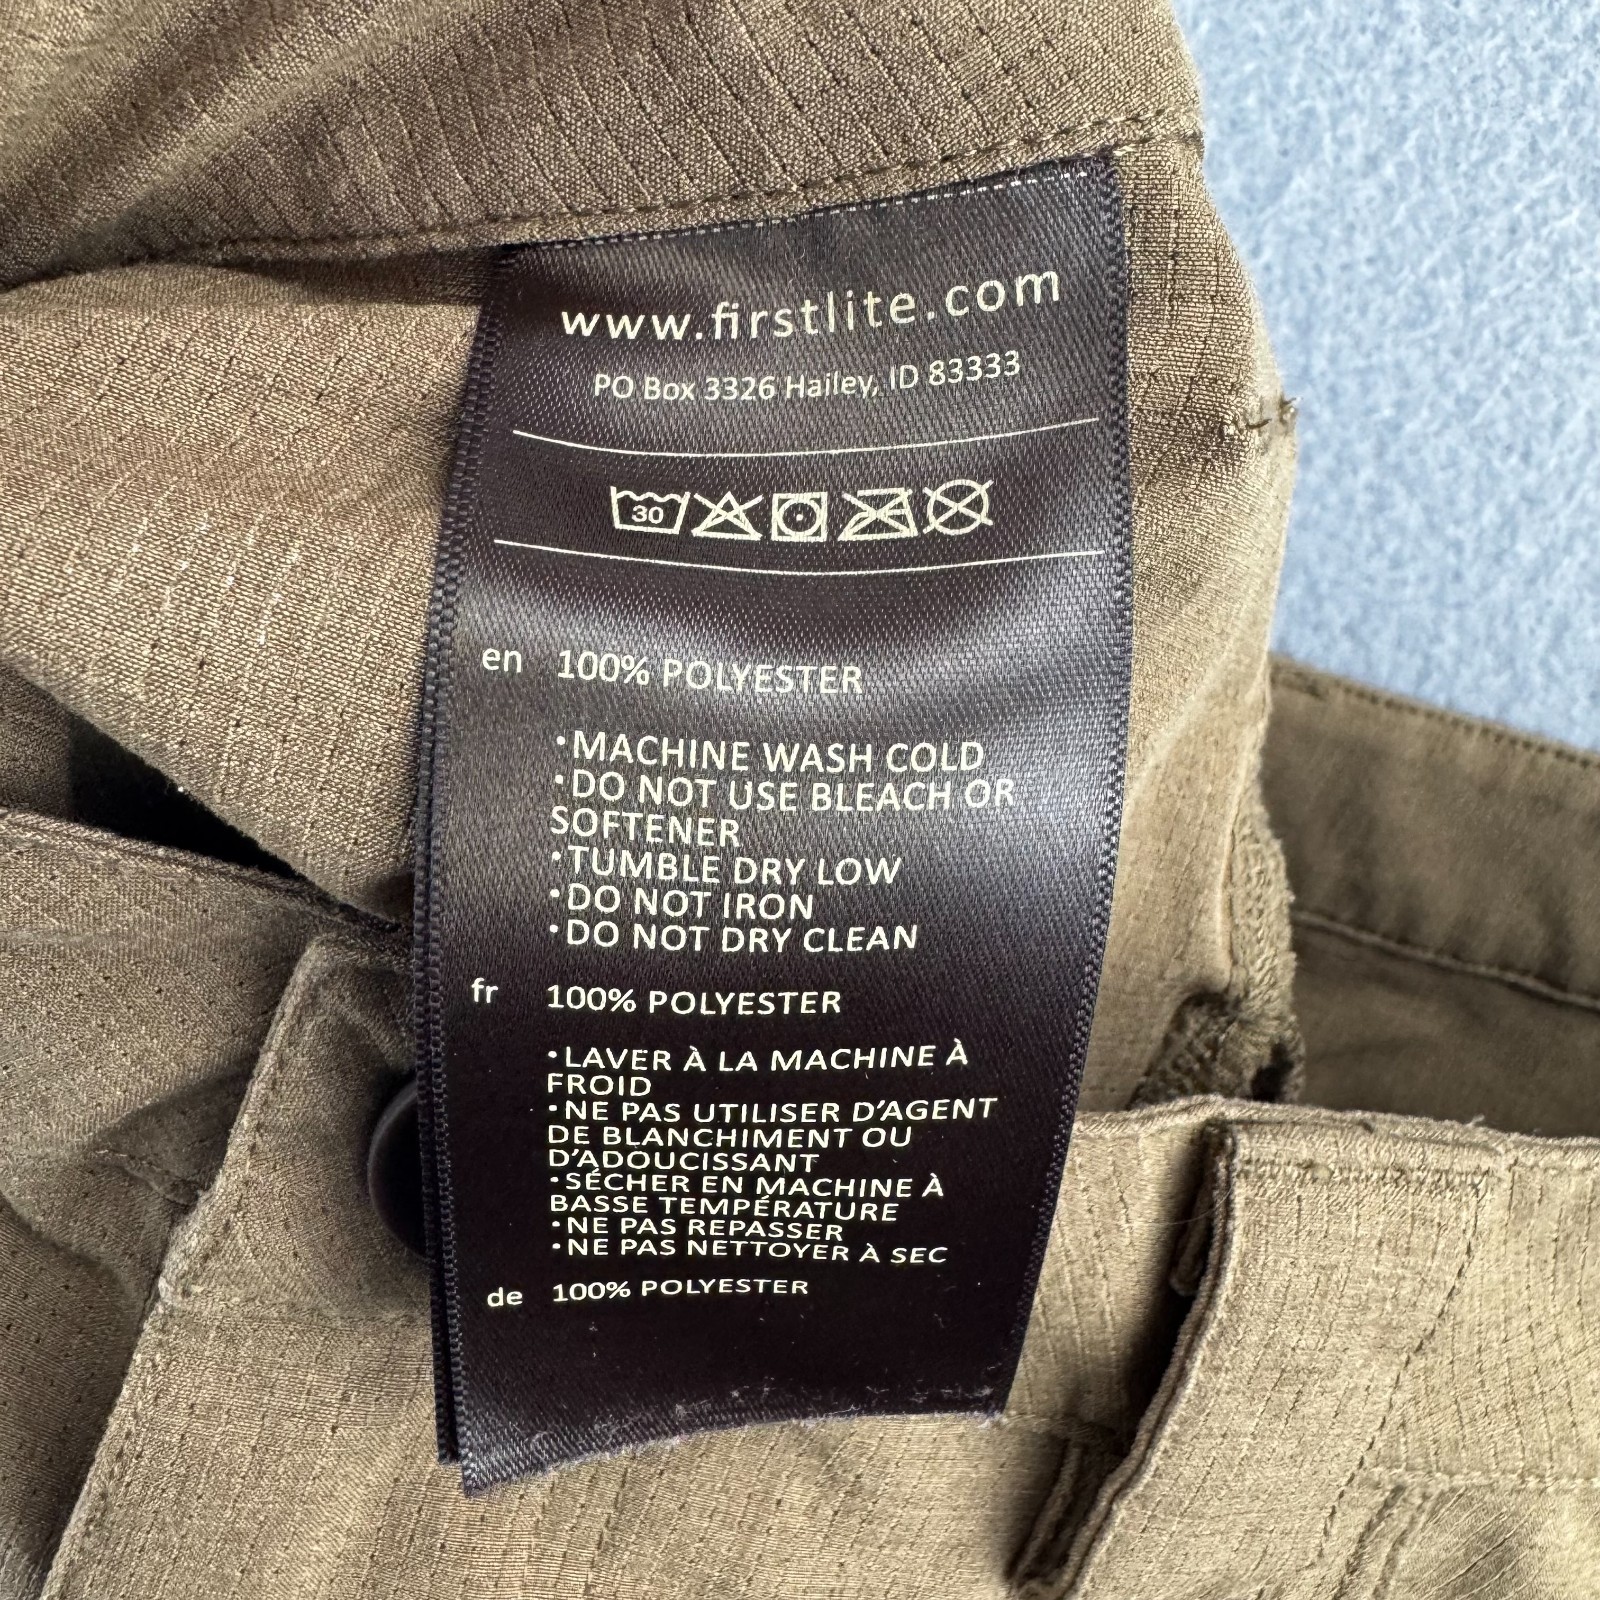 www.firstlite.com
PO Box 3326 Hailey, ID 83333
30
en 100% POLYESTER
•MACHINE WASH COLD
•DO NOT USE BLEACH OR
SOFTENER
•TUMBLE DRY LOW
•DO NOT IRON
•DO NOT DRY CLEAN
fr 100% POLYESTER
•LAVER À LA MACHINE À
FROID
•NE PAS UTILISER D'AGENT
DE BLANCHIMENT OU
D'ADOUCISSANT
•SÉCHER EN MACHINE À
BASSE TEMPÉRATURE
•NE PAS REPASSER
•NE PAS NETTOYER À SEC
de 100% POLYESTER